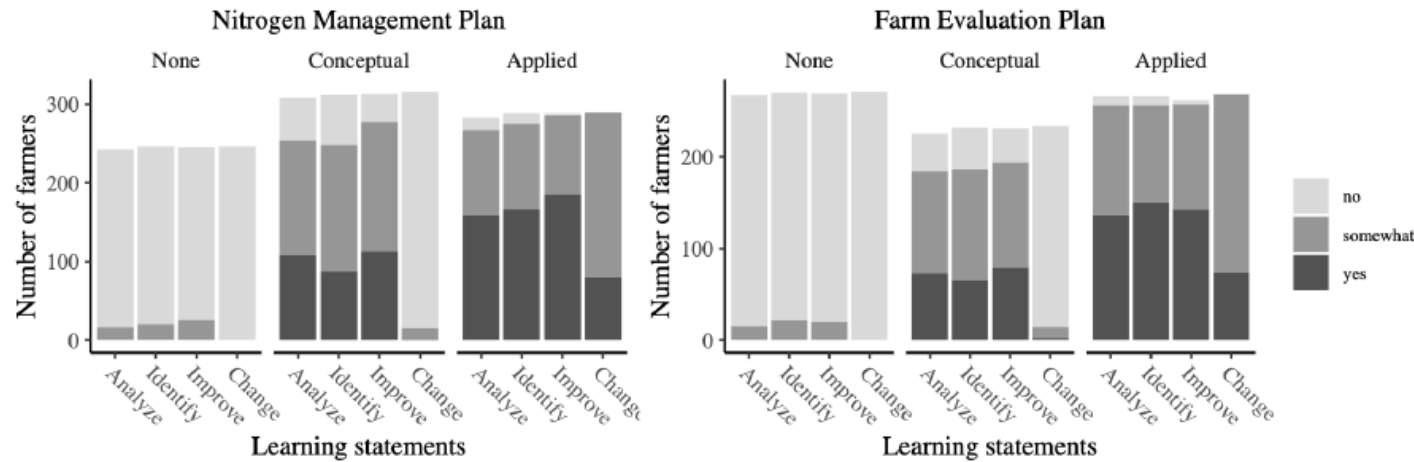 Nitrogen Management Plan
None Conceptual Applied
Number of farmers
300
200
100
0
Analyze Identify Improve Change Analyze Identify Improve Change Analyze Identify Improve Change
Learning statements
Farm Evaluation Plan
None Conceptual Applied
Number of farmers
200
100
0
Analyze Identify Improve Change Analyze Identify Improve Change Analyze Identify Improve Change
Learning statements
no
somewhat
yes